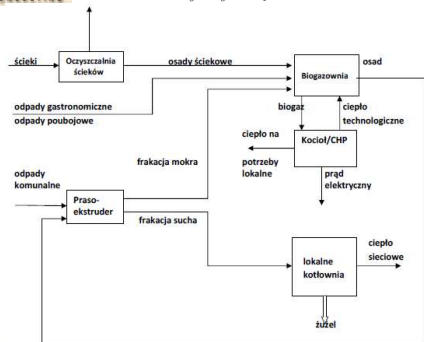 ścieki
Oczyszczalnia
ścieków
osady ściekowe
Biogazownia
osad
odpady gastronomiczne
odpady poubojowe
biogaz
ciepło
technologiczne
ciepło na
potrzeby
lokalne
Kocioł/CHP
prąd
elektryczny
frakacja mokra
odpady
komunalne
Praso-
ekstruder
frakacja sucha
lokalne
kotłownia
ciepło
sieciowe
żużel